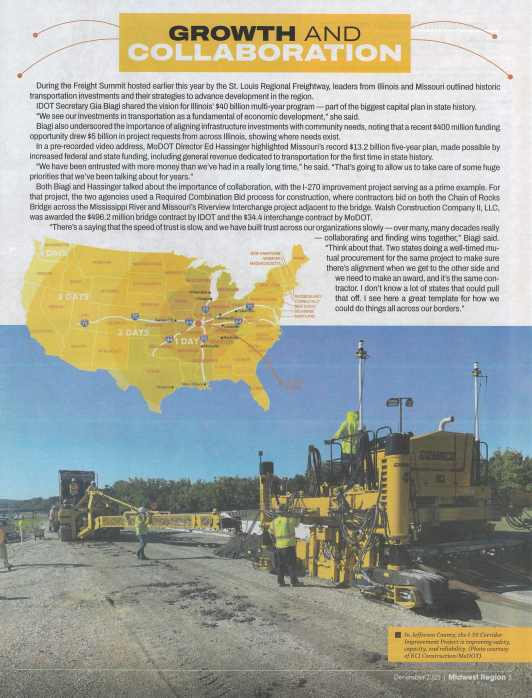 GROWTH AND
COLLABORATION
During the Freight Summit hosted earlier this year by the St. Louis Regional Freightway, leaders from Illinois and Missouri outlined historic
transportation investments and their strategies to advance development in the region.
IDOT Secretary Gia Biagi shared the vision for Illinois' $40 billion multi-year program — part of the biggest capital plan in state history.
"We see our investments in transportation as a fundamental of economic development," she said.
Biagi also underscored the importance of aligning infrastructure investments with community needs, noting that a recent $400 million funding
opportunity drew $5 billion in project requests from across Illinois, showing where needs exist.
In a pre-recorded video address, MoDOT Director Ed Hassinger highlighted Missouri's record $13.2 billion five-year plan, made possible by
increased federal and state funding, including general revenue dedicated to transportation for the first time in state history.
"We have been entrusted with more money than we've had in a really long time," he said. "That's going to allow us to take care of some huge
priorities that we've been talking about for years."
Both Biagi and Hassinger talked about the importance of collaboration, with the I-270 improvement project serving as a prime example. For
that project, the two agencies used a Required Combination Bid process for construction, where contractors bid on both the Chain of Rocks
Bridge across the Mississippi River and Missouri's Riverview Interchange project adjacent to the bridge. Walsh Construction Company II, LLC,
was awarded the $496.2 million bridge contract by IDOT and the $34.4 interchange contract by MoDOT.
"There's a saying that the speed of trust is slow, and we have built trust across our organizations slowly — over many, many decades really
— collaborating and finding wins together," Biagi said.
"Think about that. Two states doing a well-timed mu-
tual procurement for the same project to make sure
there's alignment when we get to the other side and
we need to make an award, and it's the same con-
tractor. I don't know a lot of states that could pull
that off. I see here a great template for how we
could do things all across our borders."
4 DAYS
3 DAYS
2 DAYS
1 DAY
NEW HAMPSHIRE
VERMONT
MASSACHUSETTS
RHODE ISLAND
CONNECTICUT
NEW JERSEY
DELAWARE
MARYLAND
TEXAS
70
44
55
64
GOMACO
In Jefferson County, the I-55 Corridor
Improvement Project is improving safety,
capacity, and reliability. (Photo courtesy
of KCI Construction/MoDOT)
December 2025 | Midwest Region 5